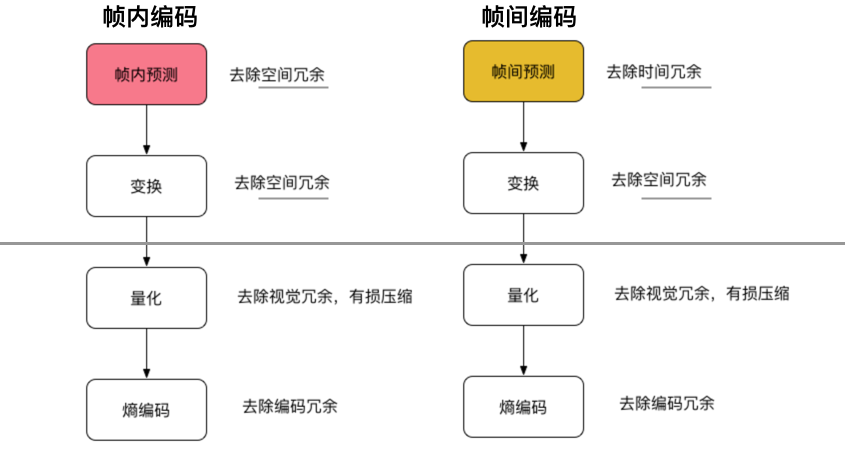 帧内编码
帧内预测
去除空间冗余
变换
去除空间冗余
量化
去除视觉冗余，有损压缩
熵编码
去除编码冗余
帧间编码
帧间预测
去除时间冗余
变换
去除空间冗余
量化
去除视觉冗余，有损压缩
熵编码
去除编码冗余